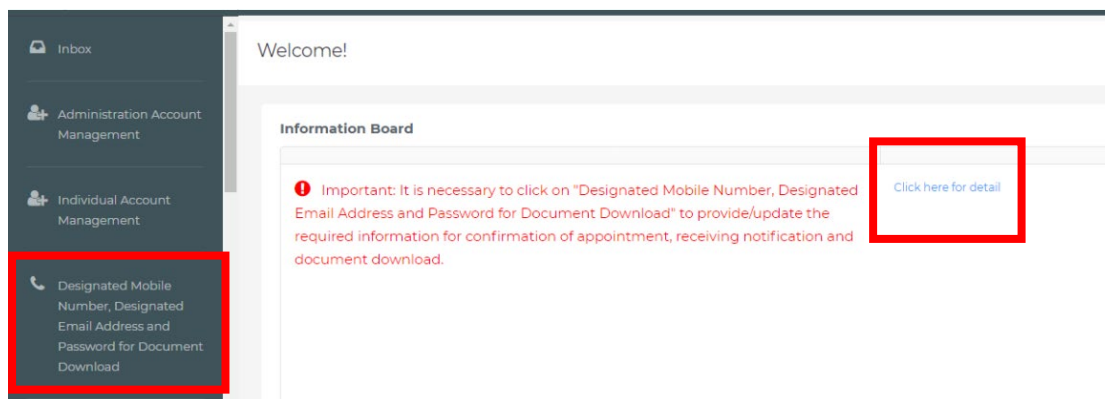 Inbox
Administration Account
Management
Individual Account
Management
Designated Mobile
Number, Designated
Email Address and
Password for Document
Download
Welcome!
Information Board
Important: It is necessary to click on "Designated Mobile Number, Designated
Email Address and Password for Document Download" to provide/update the
required information for confirmation of appointment, receiving notification and
document download.
Click here for detail